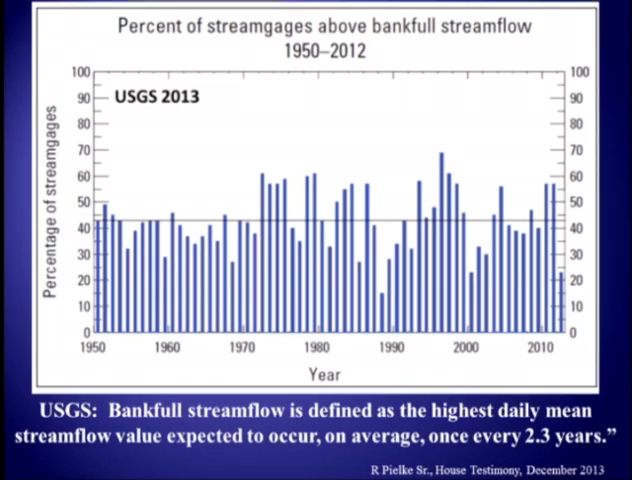 Percent of streamgages above bankfull streamflow
1950–2012
USGS 2013
Percentage of streamgages
100
90
80
70
60
50
40
30
20
10
0
100
90
80
70
60
50
40
30
20
10
0
1950 1960 1970 1980 1990 2000 2010
Year
USGS: Bankfull streamflow is defined as the highest daily mean
streamflow value expected to occur, on average, once every 2.3 years.”
R Pielke Sr., House Testimony, December 2013